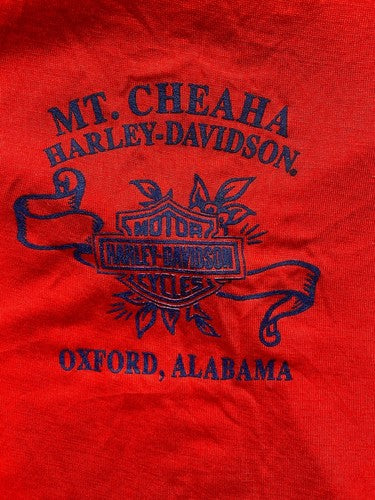 MT. CHEAHA
HARLEY-DAVIDSON.
MOTOR
HARLEY-DAVIDSON
CYCLES
OXFORD, ALABAMA